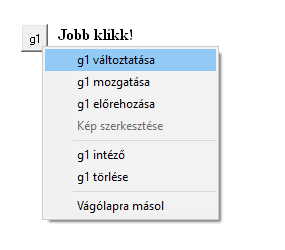 g1 Jobb klikk!
g1 változtatása
g1 mozgatása
g1 előrehozása
Kép szerkesztése
g1 intéző
g1 törlése
Vágólapra másol